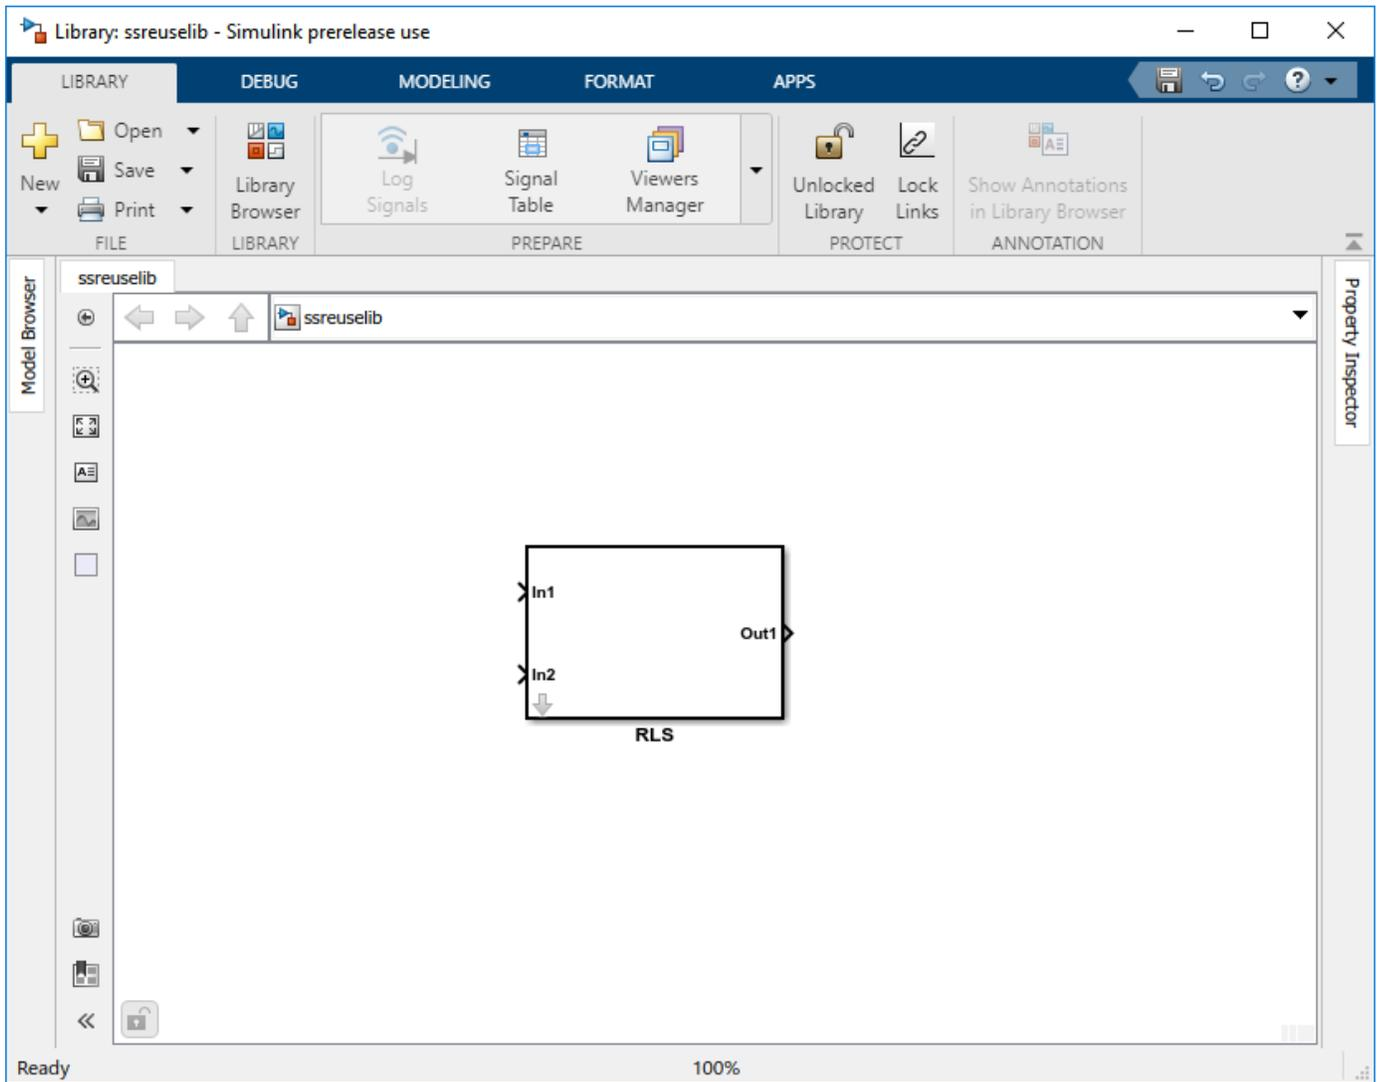 Library: ssreuselib - Simulink prerelease use
LIBRARY DEBUG MODELING FORMAT APPS
New
Open
Save
Print
FILE
Library
Browser
LIBRARY
Log
Signals
Signal
Table
Viewers
Manager
PREPARE
Unlocked
Library
Lock
Links
PROTECT
Show Annotations
in Library Browser
ANNOTATION
Model Browser
ssreuselib
ssreuselib
Property Inspector
In1
Out1
In2
RLS
Ready
100%